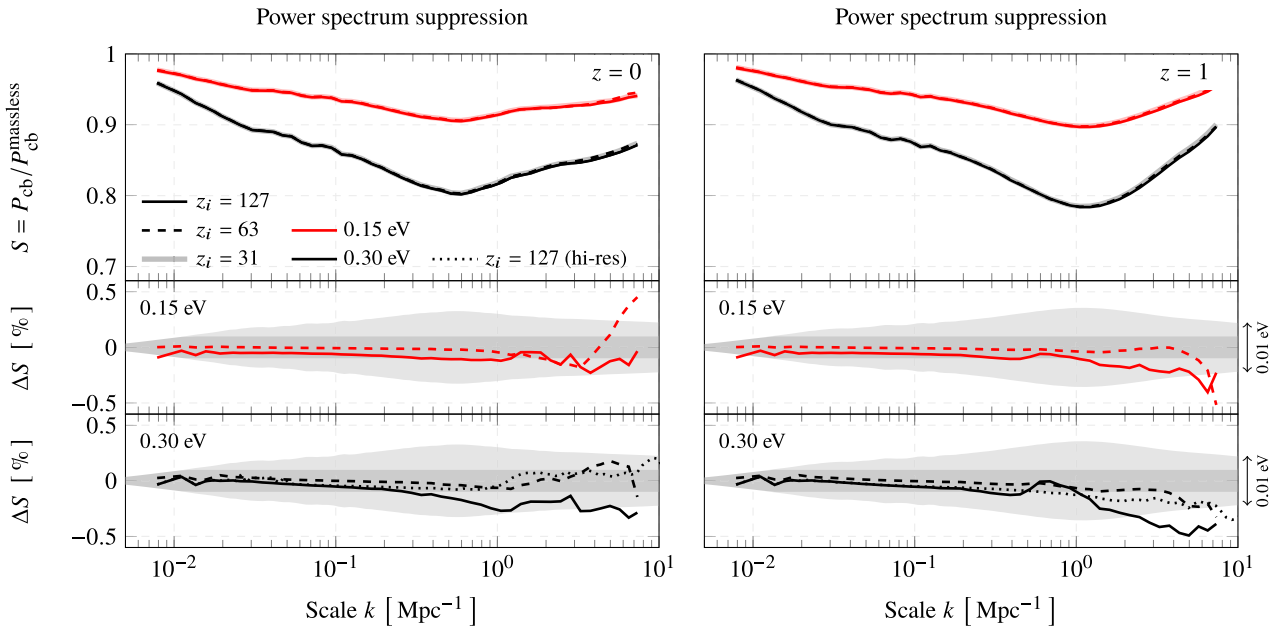 Power spectrum suppression
Power spectrum suppression
S = P_cb/P_cb^massless
1
0.9
0.8
0.7
z = 0
z_i = 127
z_i = 63
z_i = 31
0.15 eV
0.30 eV
z_i = 127 (hi-res)
z = 1
ΔS [%]
0.5
0
−0.5
0.15 eV
0.15 eV
0.01 eV
ΔS [%]
0.5
0
−0.5
0.30 eV
0.30 eV
0.01 eV
10^−2
10^−1
10^0
10^1
10^−2
10^−1
10^0
10^1
Scale k [Mpc^−1]
Scale k [Mpc^−1]